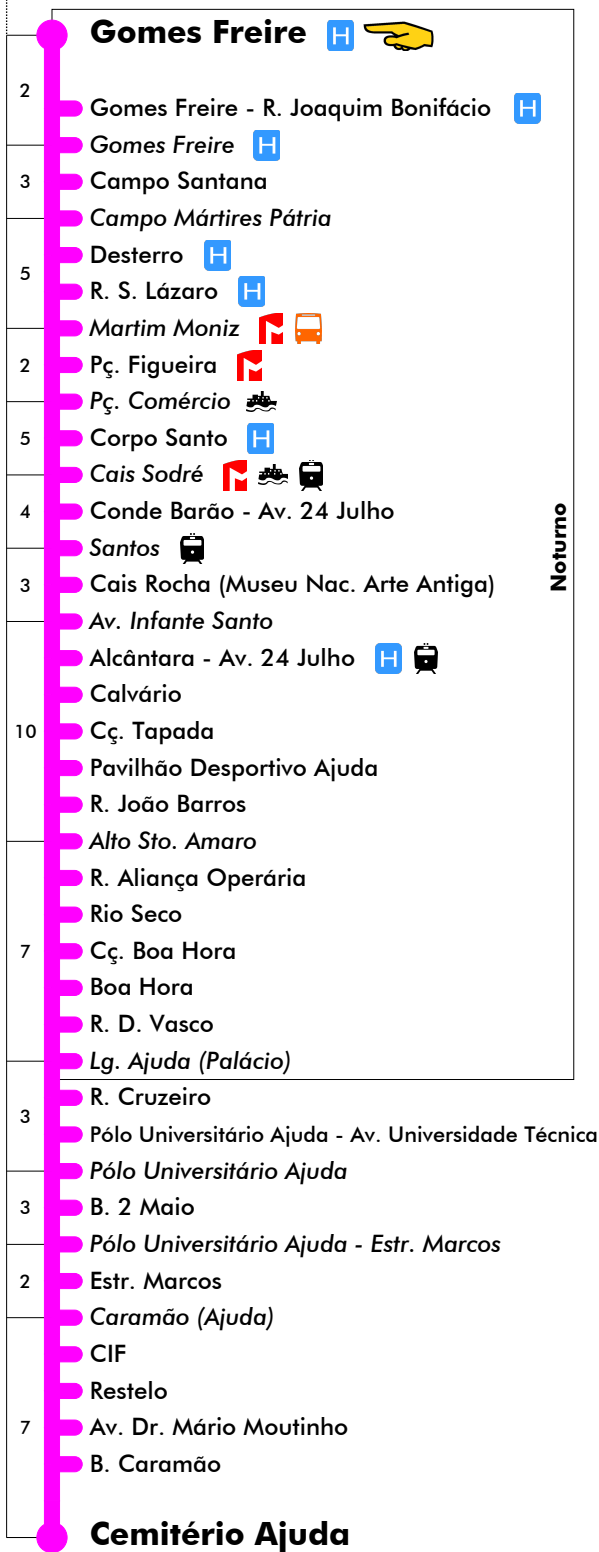 Gomes Freire H
2
Gomes Freire - R. Joaquim Bonifácio H
Gomes Freire H
3
Campo Santana
Campo Mártires Pátria
Desterro H
5
R. S. Lázaro H
Martim Moniz
2
Pç. Figueira
Pç. Comércio
5
Corpo Santo H
Cais Sodré
4
Conde Barão - Av. 24 Julho
Santos
3
Cais Rocha (Museu Nac. Arte Antiga)
Noturno
Av. Infante Santo
Alcântara - Av. 24 Julho H
Calvário
10
Cç. Tapada
Pavilhão Desportivo Ajuda
R. João Barros
Alto Sto. Amaro
R. Aliança Operária
Rio Seco
7
Cç. Boa Hora
Boa Hora
R. D. Vasco
Lg. Ajuda (Palácio)
R. Cruzeiro
3
Pólo Universitário Ajuda - Av. Universidade Técnica
Pólo Universitário Ajuda
3
B. 2 Maio
Pólo Universitário Ajuda - Estr. Marcos
2
Estr. Marcos
Caramão (Ajuda)
CIF
Restelo
7
Av. Dr. Mário Moutinho
B. Caramão
Cemitério Ajuda